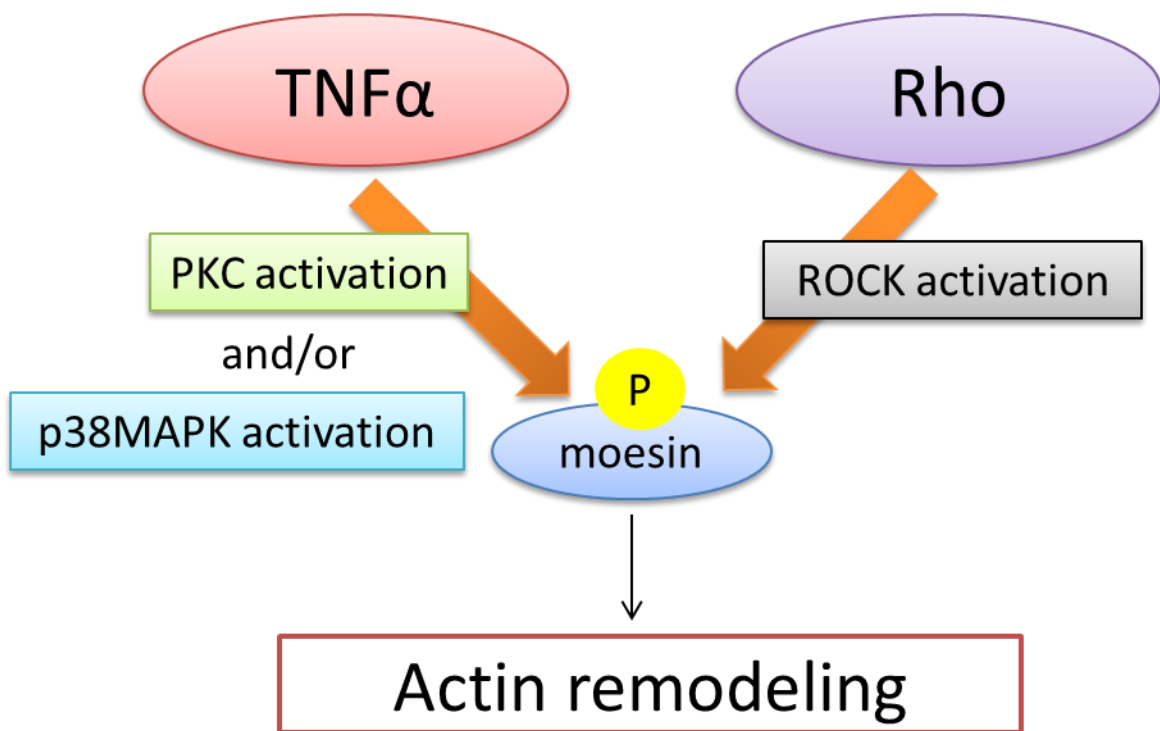 TNFα
Rho
PKC activation
ROCK activation
and/or
p38MAPK activation
P
moesin
Actin remodeling